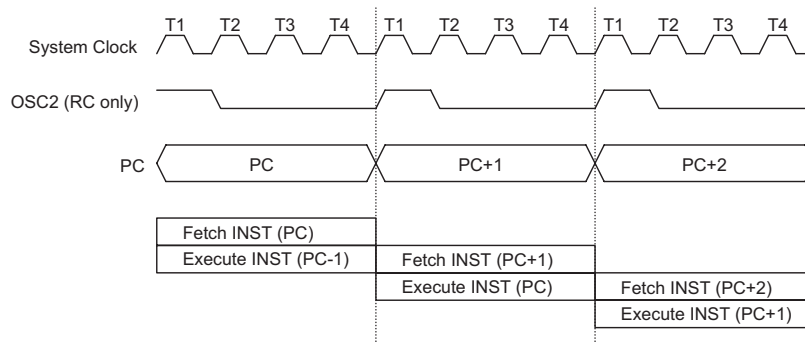 T1 T2 T3 T4 T1 T2 T3 T4 T1 T2 T3 T4
System Clock
OSC2 (RC only)
PC PC PC+1 PC+2
Fetch INST (PC)
Execute INST (PC-1) Fetch INST (PC+1)
Execute INST (PC) Fetch INST (PC+2)
Execute INST (PC+1)